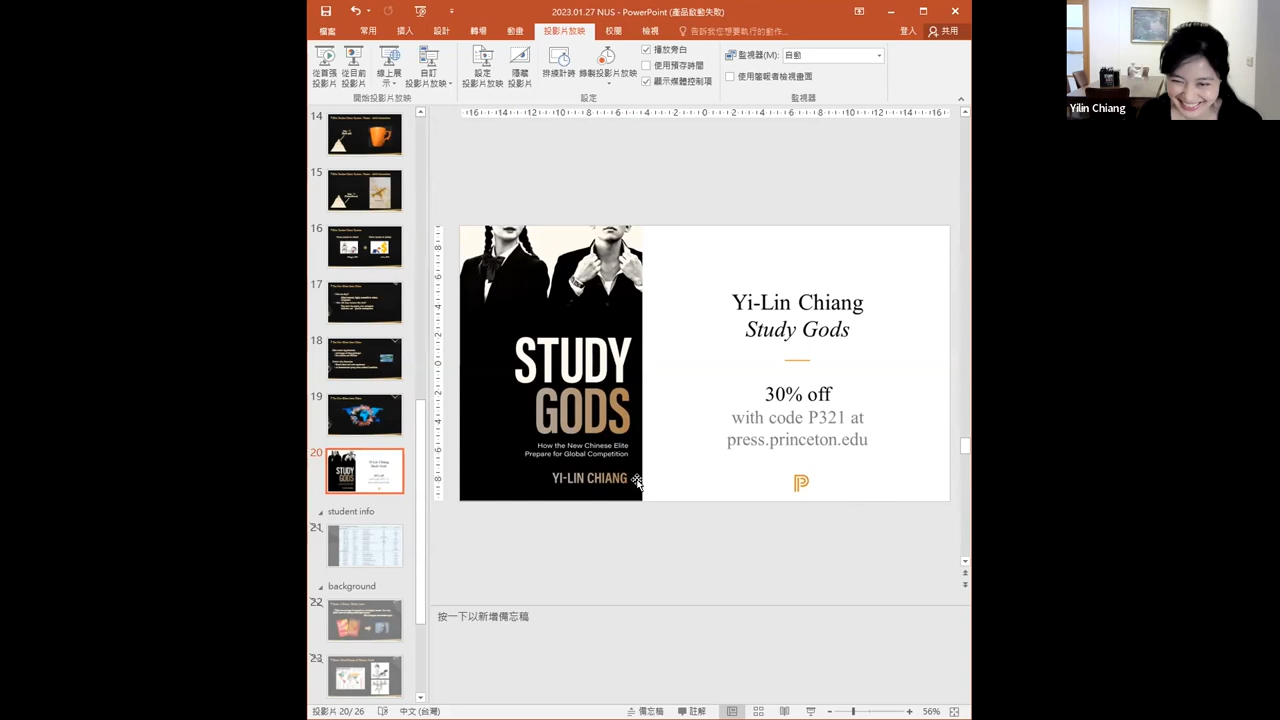 2023.01.27 NUS - PowerPoint (產品啟動失敗)
檔案 常用 插入 設計 轉場 動畫 投影片放映 校閱 檢視 告訴我您想要執行的動作... 登入 共用
從首張投影片
從目前投影片
線上展示
自訂投影片放映
設定投影片放映
隱藏投影片
排練計時
錄製投影片放映
播放旁白
使用預存時間
顯示媒體控制項
監視器(M): 自動
使用簡報者檢視畫面
開始投影片放映 設定 監視器
Yilin Chiang
14
15
16
17
18
19
20
student info
21
background
22
23
STUDY
GODS
How the New Chinese Elite
Prepare for Global Competition
YI-LIN CHIANG
Yi-Lin Chiang
Study Gods
30% off
with code P321 at
press.princeton.edu
按一下以新增備忘稿
投影片 20/26 中文 (台灣) 備忘稿 註解 56%